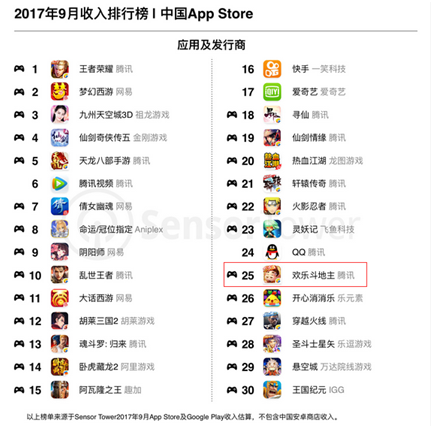 2017年9月收入排行榜 I 中国App Store
应用及发行商
1 王者荣耀 腾讯
2 梦幻西游 网易
3 九州天空城3D 祖龙游戏
4 仙剑奇侠传五 金刚游戏
5 天龙八部手游 腾讯
6 腾讯视频 腾讯
7 倩女幽魂 网易
8 命运/冠位指定 Aniplex
9 阴阳师 网易
10 乱世王者 腾讯
11 大话西游 网易
12 胡莱三国2 胡莱游戏
13 魂斗罗: 归来 腾讯
14 卧虎藏龙2 阿里游戏
15 阿瓦隆之王 趣加
16 快手 一笑科技
17 爱奇艺 爱奇艺
18 寻仙 腾讯
19 仙剑情缘 腾讯
20 热血江湖 龙图游戏
21 轩辕传奇 腾讯
22 火影忍者 腾讯
23 灵妖记 飞鱼科技
24 QQ 腾讯
25 欢乐斗地主 腾讯
26 开心消消乐 乐元素
27 穿越火线 腾讯
28 圣斗士星矢 乐逗游戏
29 悬空城 万达院线游戏
30 王国纪元 IGG
SensorTower
以上榜单来源于Sensor Tower2017年9月App Store及Google Play收入估算，不包含中国安卓商店收入。